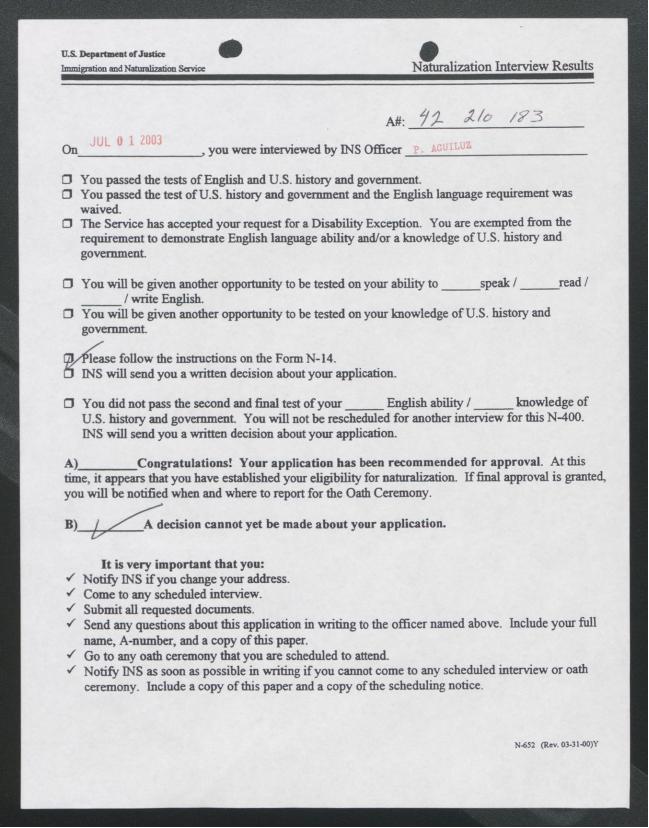 U.S. Department of Justice
Immigration and Naturalization Service
Naturalization Interview Results
A#: 42 210 183
On JUL 0 1 2003, you were interviewed by INS Officer P. AGUILUZ
❒ You passed the tests of English and U.S. history and government.
❒ You passed the test of U.S. history and government and the English language requirement was
waived.
❒ The Service has accepted your request for a Disability Exception. You are exempted from the
requirement to demonstrate English language ability and/or a knowledge of U.S. history and
government.
❒ You will be given another opportunity to be tested on your ability to ______speak / ______read /
______ / write English.
❒ You will be given another opportunity to be tested on your knowledge of U.S. history and
government.
❒ Please follow the instructions on the Form N-14.
❒ INS will send you a written decision about your application.
❒ You did not pass the second and final test of your ______ English ability / ______ knowledge of
U.S. history and government. You will not be rescheduled for another interview for this N-400.
INS will send you a written decision about your application.
A)_________Congratulations! Your application has been recommended for approval. At this
time, it appears that you have established your eligibility for naturalization. If final approval is granted,
you will be notified when and where to report for the Oath Ceremony.
B)____✓____A decision cannot yet be made about your application.
It is very important that you:
✓ Notify INS if you change your address.
✓ Come to any scheduled interview.
✓ Submit all requested documents.
✓ Send any questions about this application in writing to the officer named above. Include your full
name, A-number, and a copy of this paper.
✓ Go to any oath ceremony that you are scheduled to attend.
✓ Notify INS as soon as possible in writing if you cannot come to any scheduled interview or oath
ceremony. Include a copy of this paper and a copy of the scheduling notice.
N-652 (Rev. 03-31-00)Y